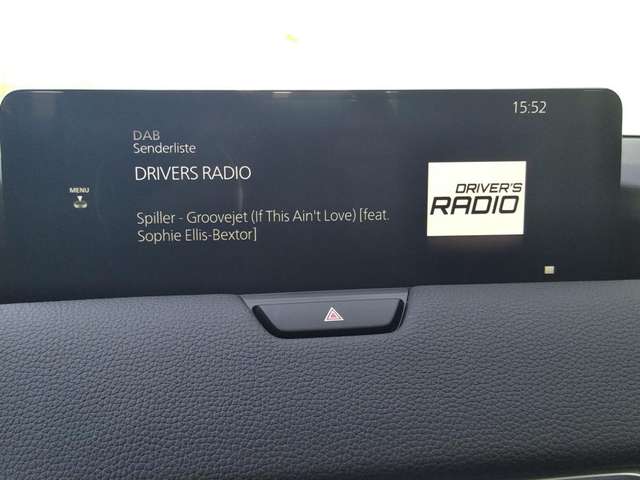 15:52
DAB
Senderliste
DRIVERS RADIO
MENU
Spiller - Groovejet (If This Ain't Love) [feat.
Sophie Ellis-Bextor]
DRIVER'S
RADIO